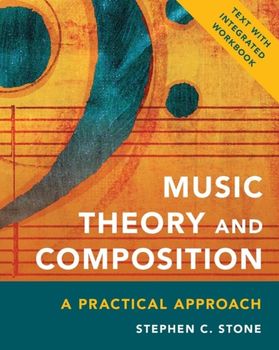 TEXT WITH
INTEGRATED
WORKBOOK
MUSIC
THEORY AND
COMPOSITION
A PRACTICAL APPROACH
STEPHEN C. STONE